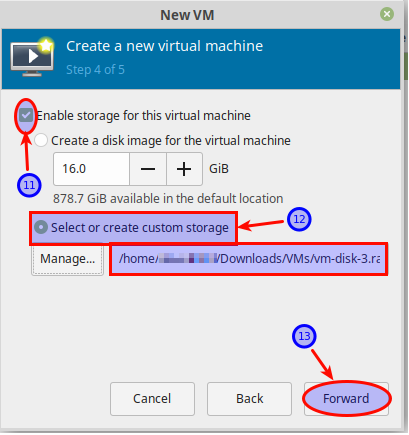 New VM
Create a new virtual machine
Step 4 of 5
Enable storage for this virtual machine
Create a disk image for the virtual machine
11
16.0 − + GiB
878.7 GiB available in the default location
12
Select or create custom storage
Manage... /home/ /Downloads/VMs/vm-disk-3.ra
13
Cancel Back Forward